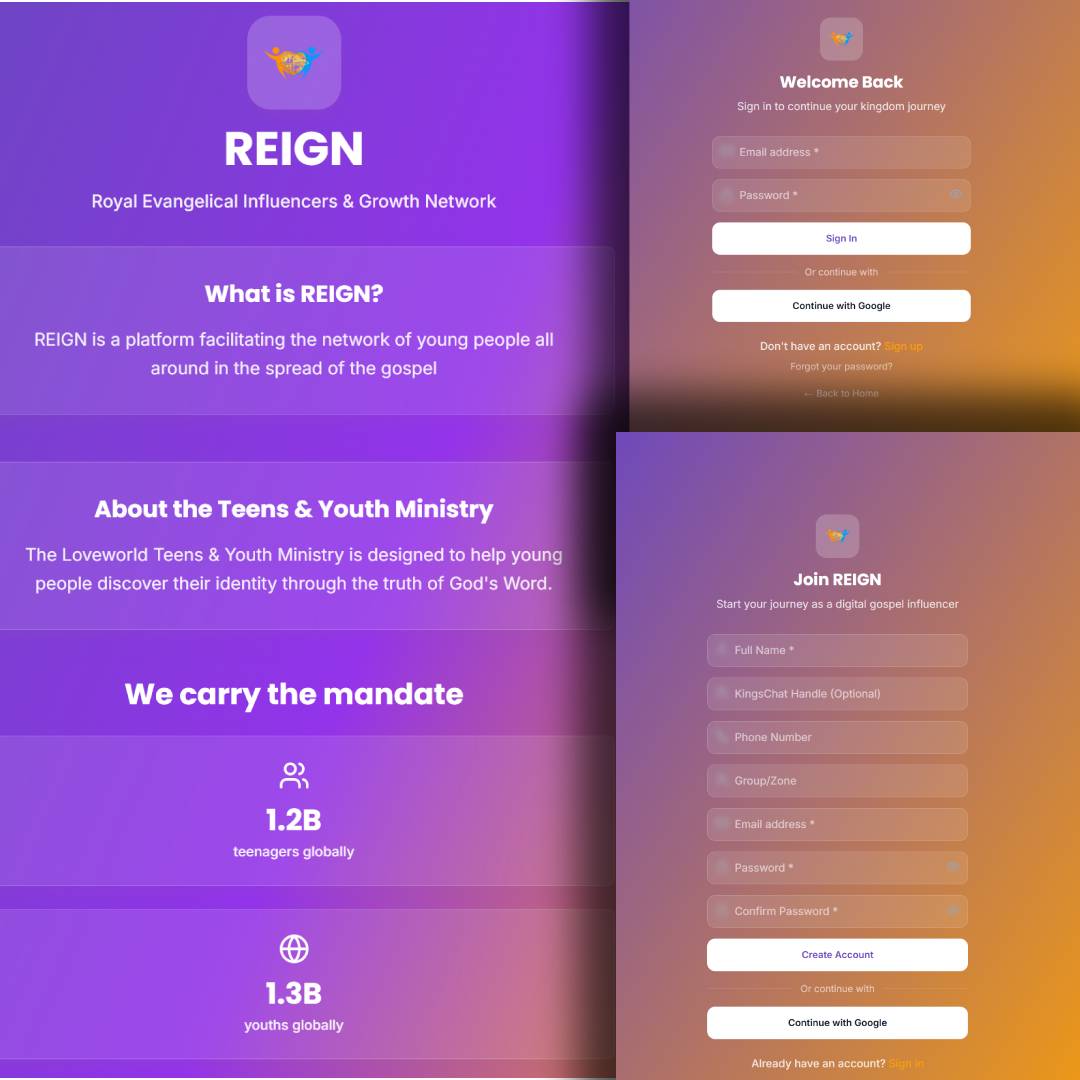 REIGN
Royal Evangelical Influencers & Growth Network
What is REIGN?
REIGN is a platform facilitating the network of young people all
around in the spread of the gospel
About the Teens & Youth Ministry
The Loveworld Teens & Youth Ministry is designed to help young
people discover their identity through the truth of God's Word.
We carry the mandate
1.2B
teenagers globally
1.3B
youths globally
Welcome Back
Sign in to continue your kingdom journey
Email address *
Password *
Sign In
Or continue with
Continue with Google
Don't have an account? Sign up
Forgot your password?
← Back to Home
Join REIGN
Start your journey as a digital gospel influencer
Full Name *
KingsChat Handle (Optional)
Phone Number
Group/Zone
Email address *
Password *
Confirm Password *
Create Account
Or continue with
Continue with Google
Already have an account? Sign in